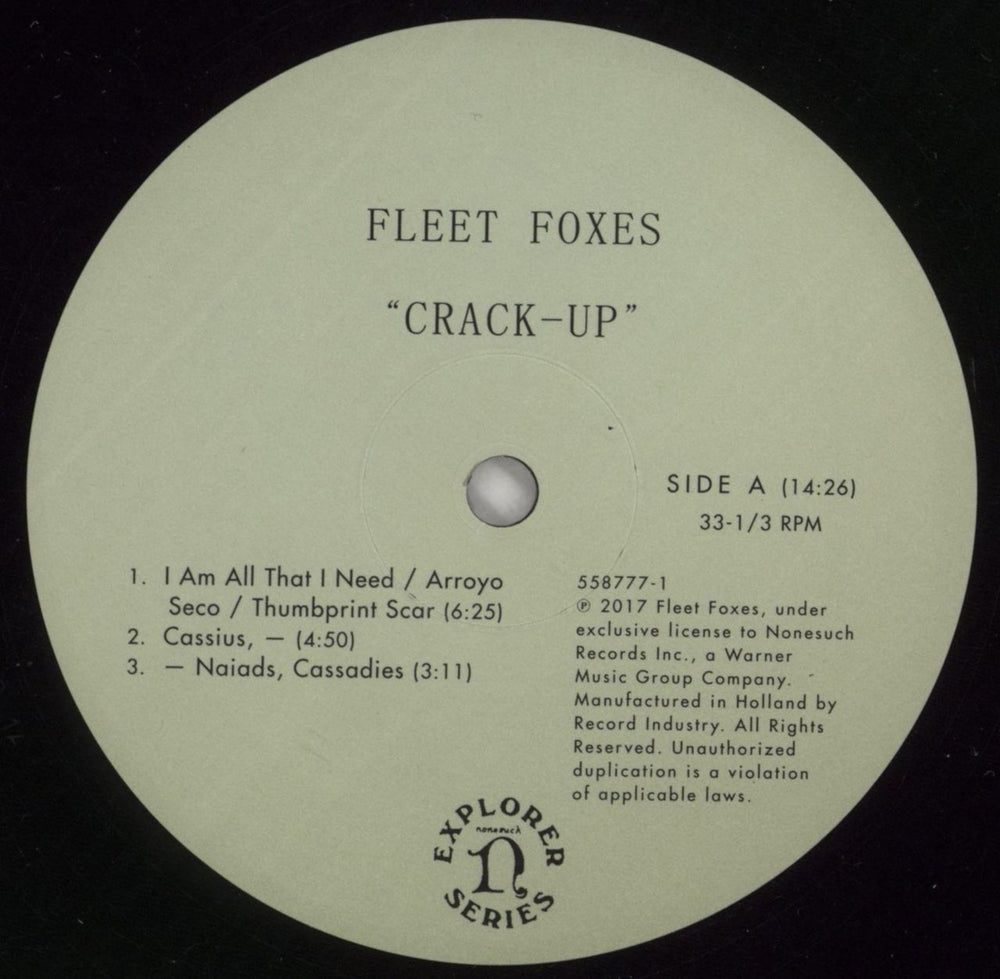 FLEET FOXES
“CRACK–UP”
SIDE A (14:26)
33-1/3 RPM
1. I Am All That I Need / Arroyo
Seco / Thumbprint Scar (6:25)
2. Cassius, — (4:50)
3. — Naiads, Cassadies (3:11)
558777-1
℗ 2017 Fleet Foxes, under
exclusive license to Nonesuch
Records Inc., a Warner
Music Group Company.
Manufactured in Holland by
Record Industry. All Rights
Reserved. Unauthorized
duplication is a violation
of applicable laws.
EXPLORER
nonesuch
n
SERIES